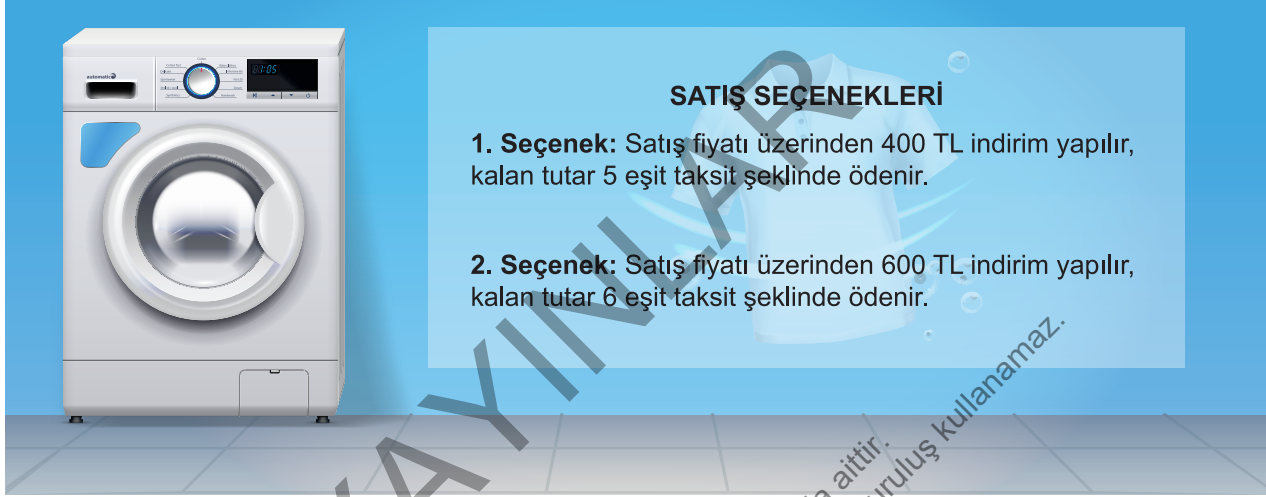 automatic
01:05
SATIŞ SEÇENEKLERİ
1. Seçenek: Satış fiyatı üzerinden 400 TL indirim yapılır,
kalan tutar 5 eşit taksit şeklinde ödenir.
2. Seçenek: Satış fiyatı üzerinden 600 TL indirim yapılır,
kalan tutar 6 eşit taksit şeklinde ödenir.
YAYINLAR
aittir.
kullanamaz.